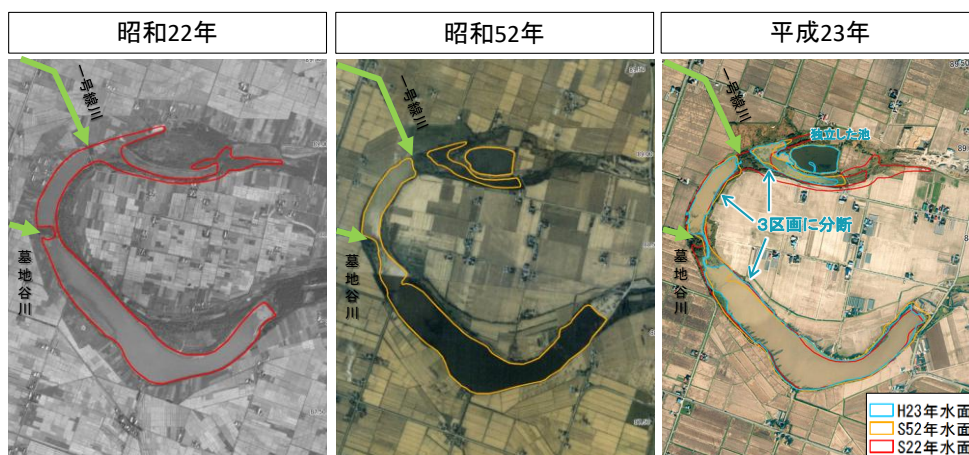 昭和22年
昭和52年
平成23年
一号線川
墓地谷川
一号線川
墓地谷川
一号線川
墓地谷川
独立した池
3区画に分断
H23年水面
S52年水面
S22年水面